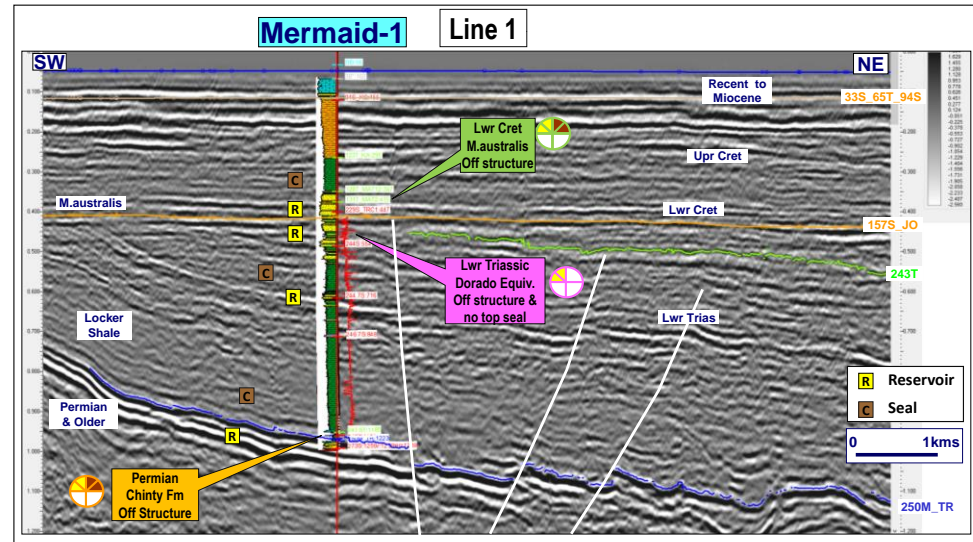 Mermaid-1
Line 1
SW
NE
Recent to
Miocene
33S_65T_94S
Lwr Cret
M.australis
Off structure
Upr Cret
C
M.australis
R
Lwr Cret
157S_JO
R
243T
C
Lwr Triassic
Dorado Equiv.
Off structure &
no top seal
R
Locker
Shale
Lwr Trias
C
R Reservoir
C Seal
Permian
& Older
R
0 1kms
Permian
Chinty Fm
Off Structure
250M_TR